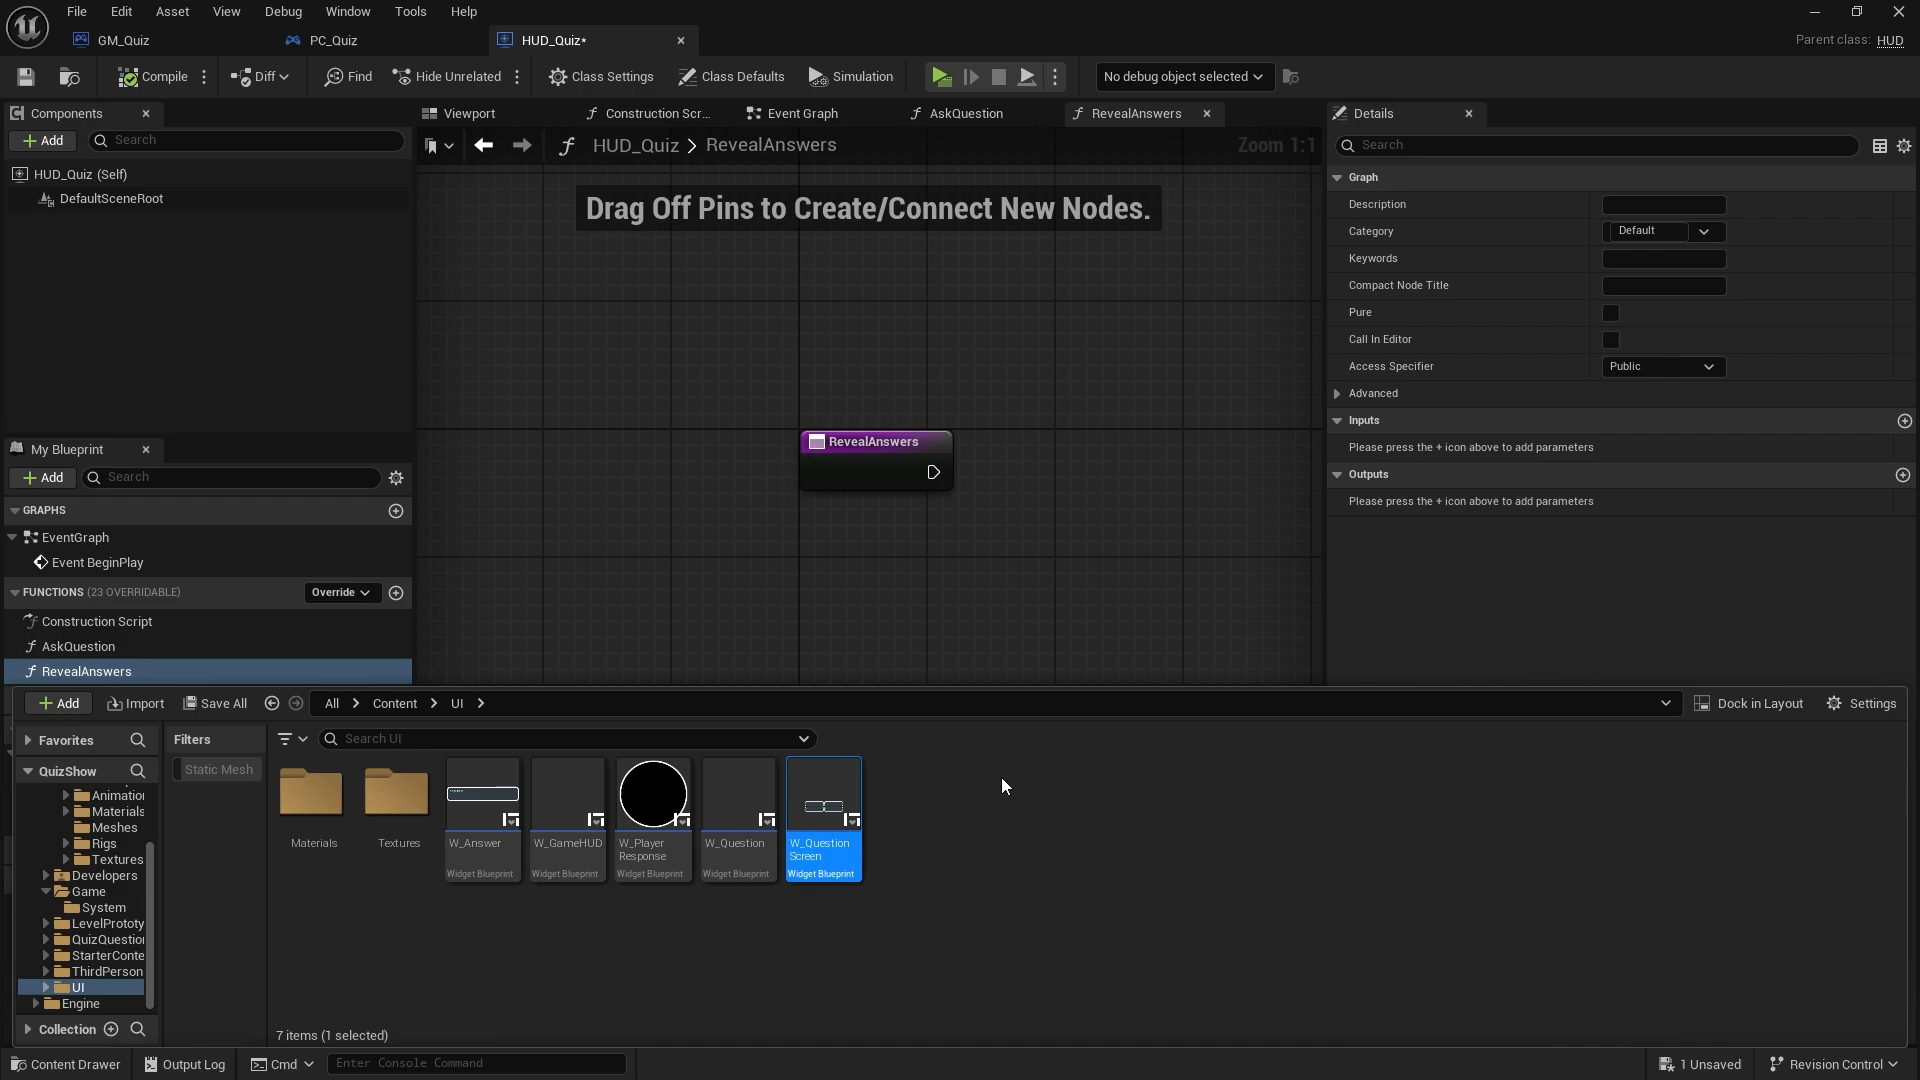 File Edit Asset View Debug Window Tools Help
GM_Quiz PC_Quiz HUD_Quiz* Parent class: HUD
Compile Diff Find Hide Unrelated Class Settings Class Defaults Simulation No debug object selected
Components
Add Search
HUD_Quiz (Self)
DefaultSceneRoot
My Blueprint
Add Search
GRAPHS
EventGraph
Event BeginPlay
FUNCTIONS (23 OVERRIDABLE) Override
Construction Script
AskQuestion
RevealAnswers
Viewport Construction Scr... Event Graph AskQuestion RevealAnswers
HUD_Quiz > RevealAnswers Zoom 1:1
Drag Off Pins to Create/Connect New Nodes.
RevealAnswers
Details
Search
Graph
Description
Category Default
Keywords
Compact Node Title
Pure
Call In Editor
Access Specifier Public
Advanced
Inputs
Please press the + icon above to add parameters
Outputs
Please press the + icon above to add parameters
Add Import Save All All > Content > UI > Dock in Layout Settings
Favorites
QuizShow
Animation
Materials
Meshes
Rigs
Textures
Developers
Game
System
LevelPrototy
QuizQuestion
StarterConte
ThirdPerson
UI
Engine
Collection
Filters
Static Mesh
Search UI
Materials
Textures
W_Answer
Widget Blueprint
W_GameHUD
Widget Blueprint
W_Player
Response
Widget Blueprint
W_Question
Widget Blueprint
W_Question
Screen
Widget Blueprint
7 items (1 selected)
Content Drawer Output Log Cmd Enter Console Command 1 Unsaved Revision Control